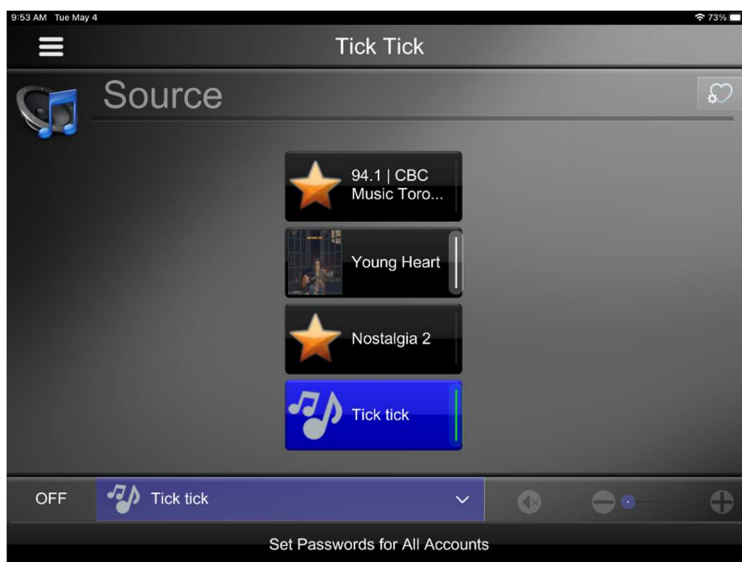 9:53 AM Tue May 4
73%
Tick Tick
Source
94.1 | CBC
Music Toro...
Young Heart
Nostalgia 2
Tick tick
OFF
Tick tick
Set Passwords for All Accounts